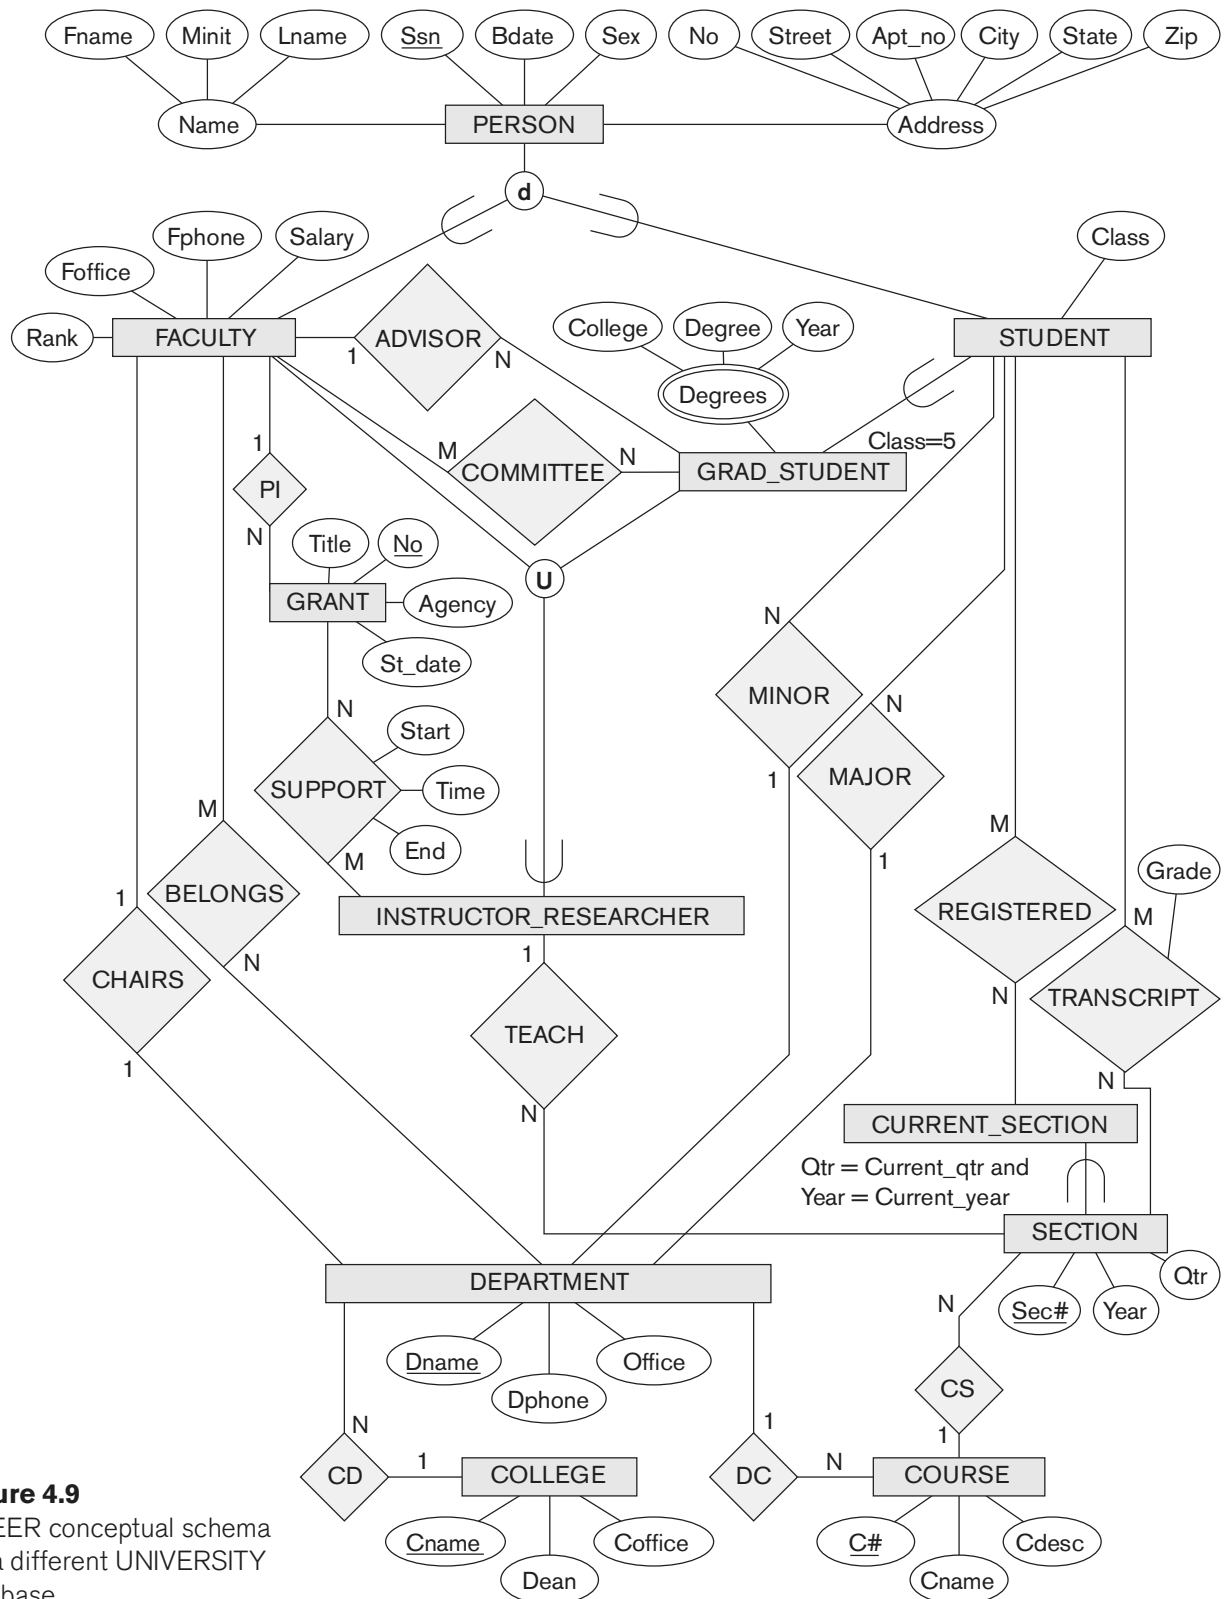 Fname Minit Lname Ssn Bdate Sex No Street Apt_no City State Zip
Name PERSON Address
d
Fphone Salary Class
Foffice
Rank FACULTY ADVISOR College Degree Year STUDENT
1 N
Degrees
Class=5
1 M COMMITTEE N GRAD_STUDENT
PI
N Title No
U
GRANT Agency
N
St_date
MINOR N
N Start
MAJOR
1
SUPPORT Time
M M
End M
1 Grade
BELONGS
1 INSTRUCTOR_RESEARCHER REGISTERED M
1
N
CHAIRS N TRANSCRIPT
TEACH
1 N
N
CURRENT_SECTION
Qtr = Current_qtr and
Year = Current_year
SECTION
DEPARTMENT Qtr
N Sec# Year
Dname Office
Dphone CS
N 1 1
CD 1 COLLEGE DC N COURSE
ure 4.9
EER conceptual schema
Cname Coffice C# Cdesc
a different UNIVERSITY
Dean Cname
base